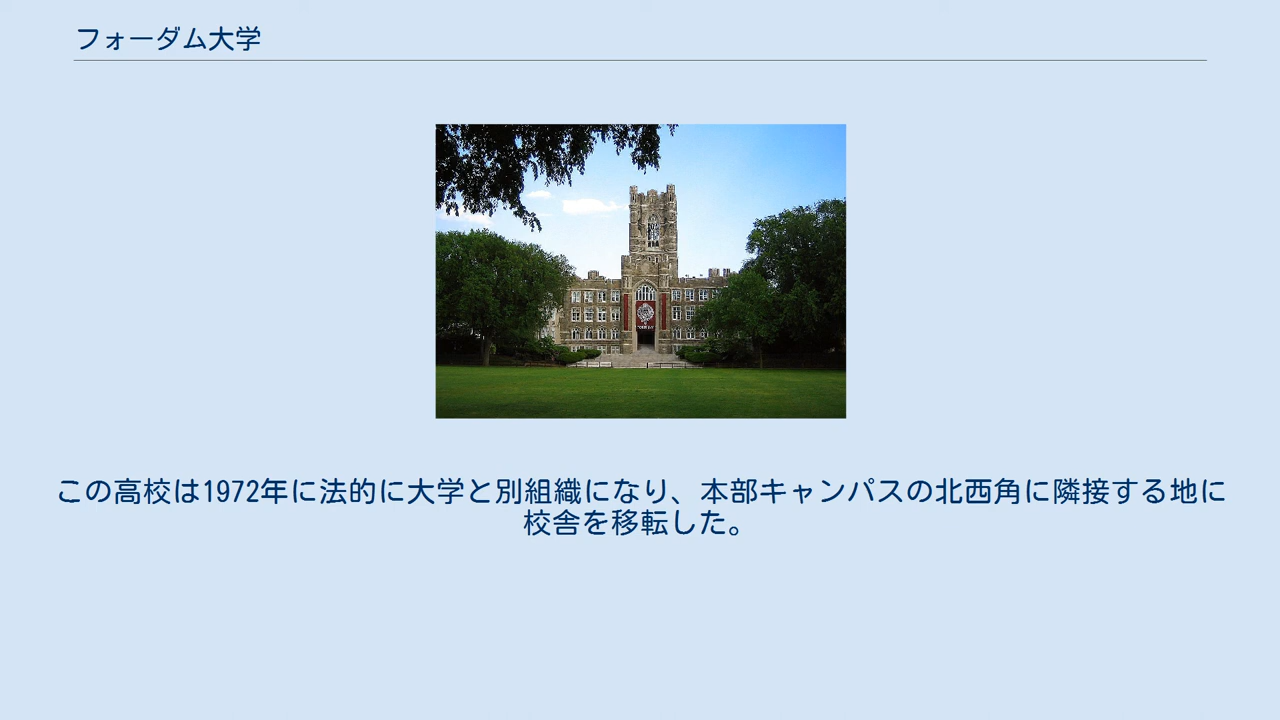 フォーダム大学
この高校は1972年に法的に大学と別組織になり、本部キャンパスの北西角に隣接する地に
校舎を移転した。